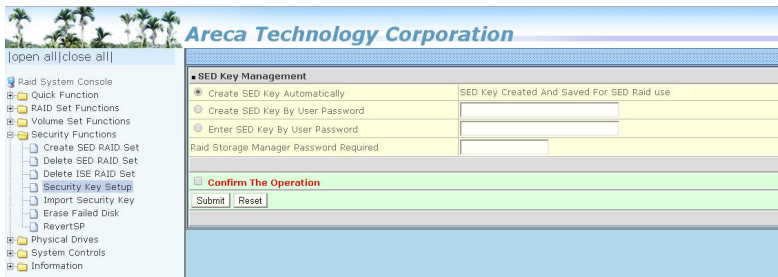 Areca Technology Corporation
|open all|close all|
Raid System Console
Quick Function
RAID Set Functions
Volume Set Functions
Security Functions
Create SED RAID Set
Delete SED RAID Set
Delete ISE RAID Set
Security Key Setup
Import Security Key
Erase Failed Disk
RevertSP
Physical Drives
System Controls
Information
SED Key Management
Create SED Key Automatically SED Key Created And Saved For SED Raid use
Create SED Key By User Password
Enter SED Key By User Password
Raid Storage Manager Password Required
Confirm The Operation
Submit Reset